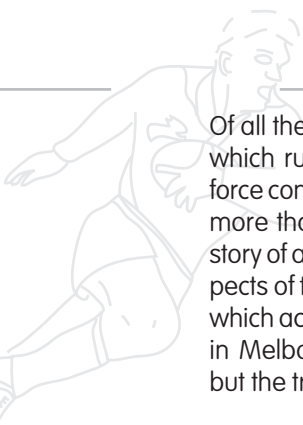 Of all the
which ru
force con
more tha
story of a
pects of t
which ac
in Melbo
but the tr